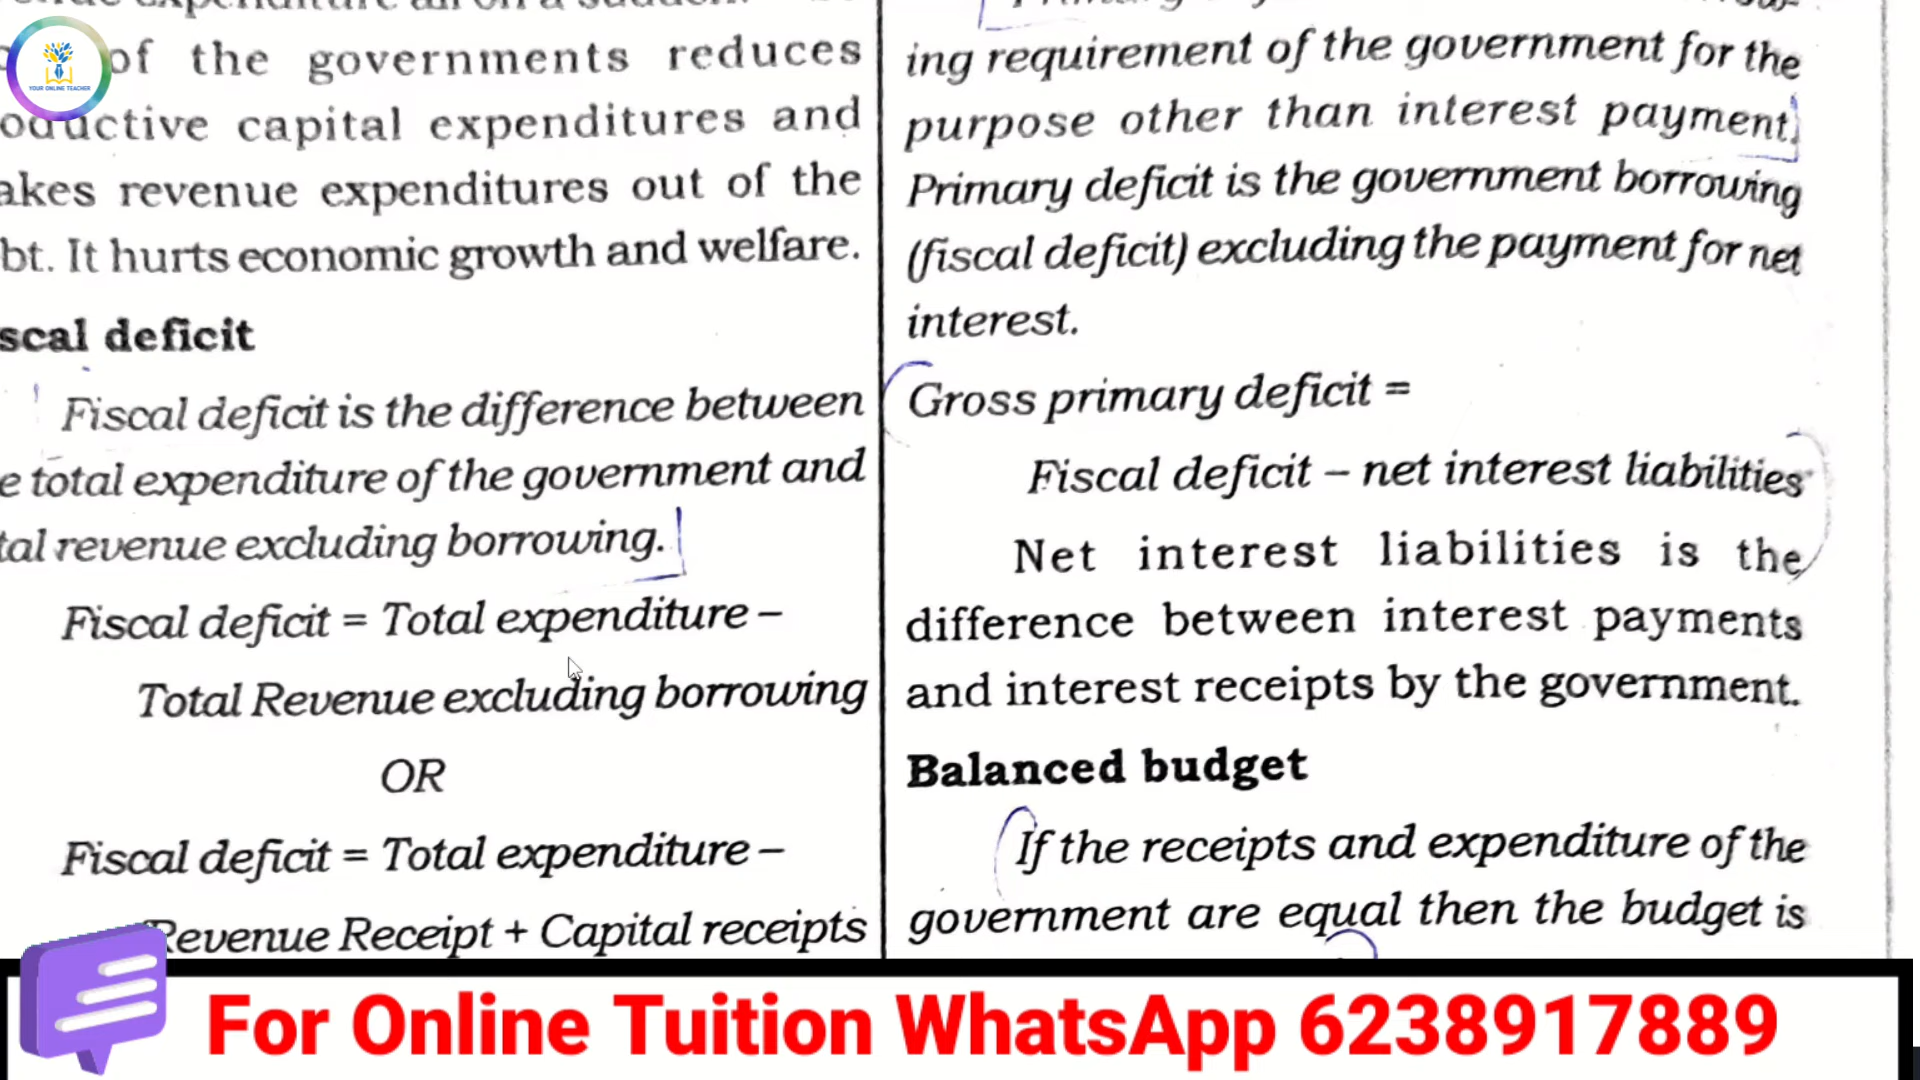 of the governments reduces
oductive capital expenditures and
akes revenue expenditures out of the
bt. It hurts economic growth and welfare.
scal deficit
Fiscal deficit is the difference between
e total expenditure of the government and
tal revenue excluding borrowing.
Fiscal deficit = Total expenditure –
Total Revenue excluding borrowing
OR
Fiscal deficit = Total expenditure –
Revenue Receipt + Capital receipts
ing requirement of the government for the
purpose other than interest payment.
Primary deficit is the government borrowing
(fiscal deficit) excluding the payment for net
interest.
Gross primary deficit =
Fiscal deficit – net interest liabilities
Net interest liabilities is the
difference between interest payments
and interest receipts by the government.
Balanced budget
If the receipts and expenditure of the
government are equal then the budget is
YOUR ONLINE TEACHER
For Online Tuition WhatsApp 6238917889